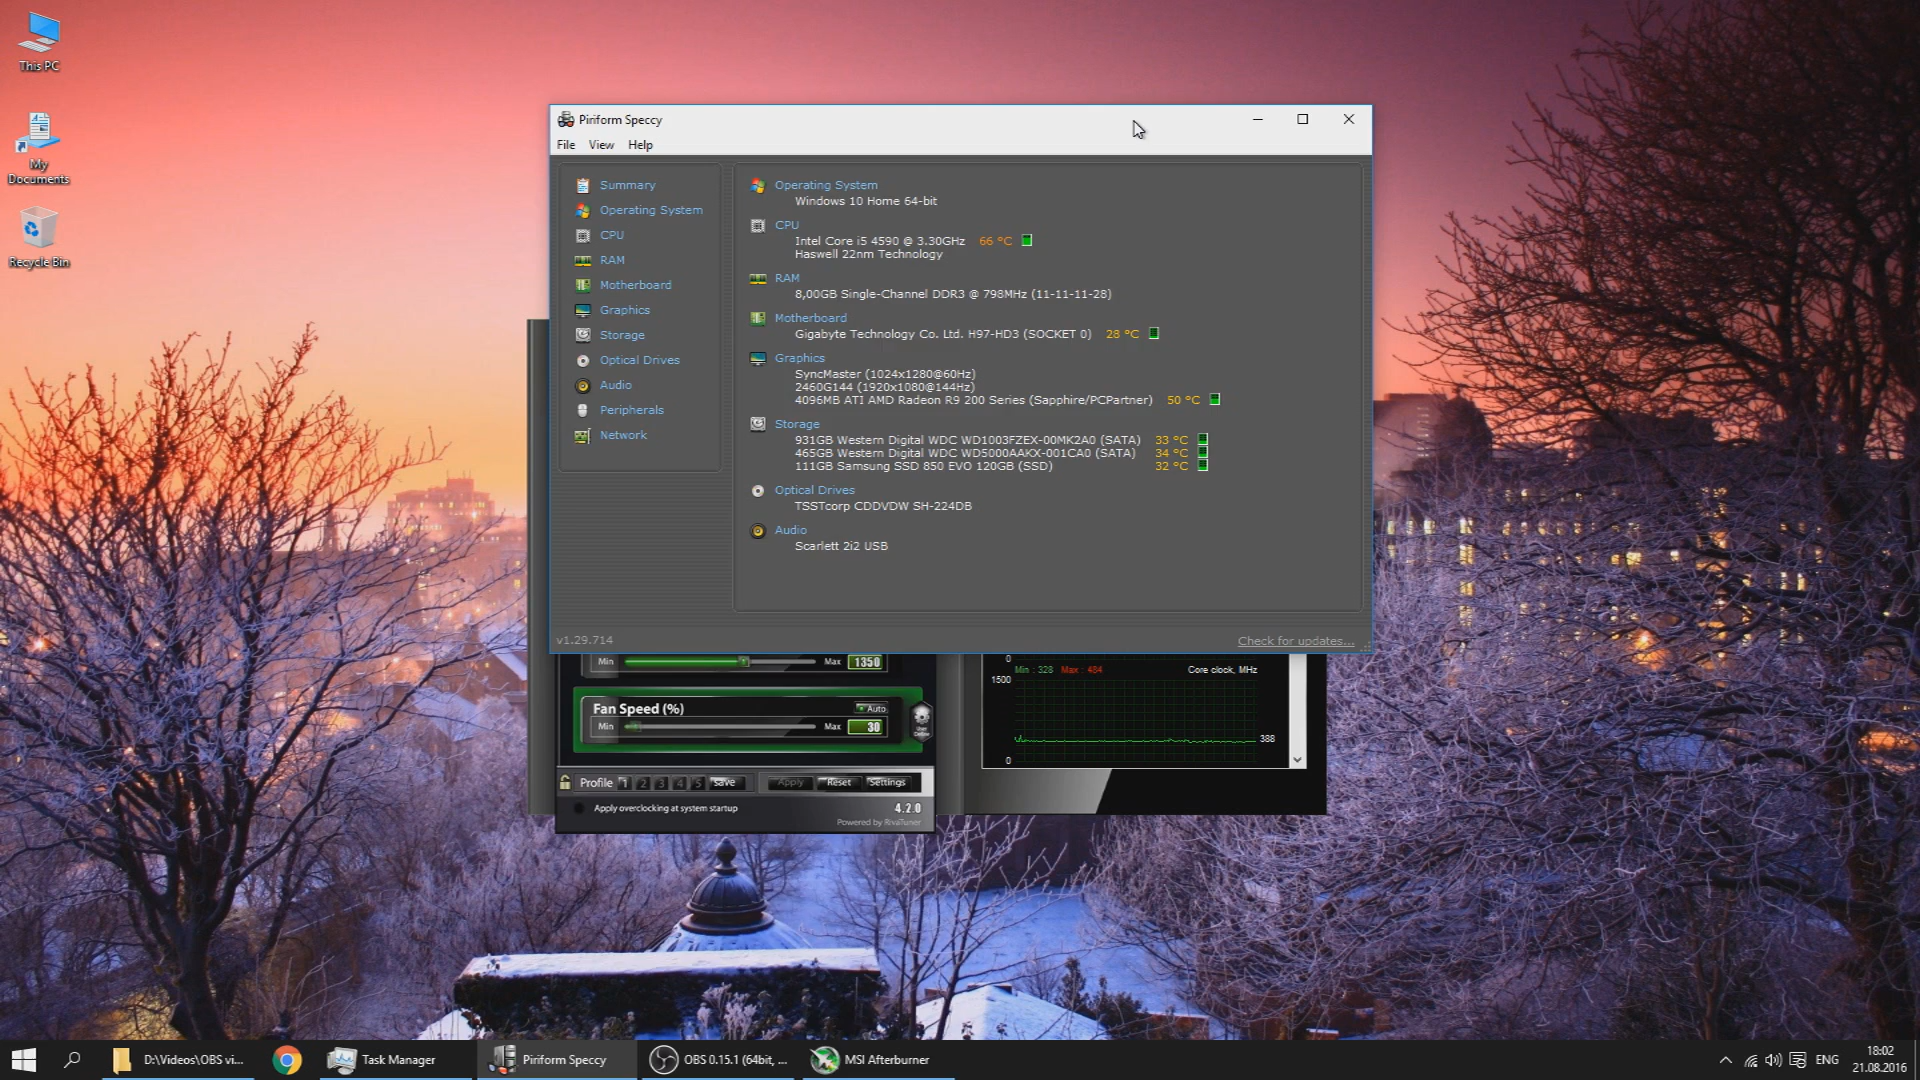 This PC
My
Documents
Recycle Bin
Piriform Speccy
File View Help
Summary
Operating System
CPU
RAM
Motherboard
Graphics
Storage
Optical Drives
Audio
Peripherals
Network
Operating System
Windows 10 Home 64-bit
CPU
Intel Core i5 4590 @ 3.30GHz 66 °C
Haswell 22nm Technology
RAM
8,00GB Single-Channel DDR3 @ 798MHz (11-11-11-28)
Motherboard
Gigabyte Technology Co. Ltd. H97-HD3 (SOCKET 0) 28 °C
Graphics
SyncMaster (1024x1280@60Hz)
2460G144 (1920x1080@144Hz)
4096MB ATI AMD Radeon R9 200 Series (Sapphire/PCPartner) 50 °C
Storage
931GB Western Digital WDC WD1003FZEX-00MK2A0 (SATA) 33 °C
465GB Western Digital WDC WD5000AAKX-001CA0 (SATA) 34 °C
111GB Samsung SSD 850 EVO 120GB (SSD) 32 °C
Optical Drives
TSSTcorp CDDVDW SH-224DB
Audio
Scarlett 2i2 USB
v1.29.714
Check for updates...
Min Max 1350
Fan Speed (%) Auto
Min Max 30
Profile 1 2 3 4 5 Save Apply Reset Settings
Apply overclocking at system startup 4.2.0
Powered by RivaTuner
0
Min : 328 Max : 484 Core clock, MHz
1500
388
0
D:\Videos\OBS vi...
Task Manager
Piriform Speccy
OBS 0.15.1 (64bit, ...
MSI Afterburner
ENG
18:02
21.08.2016